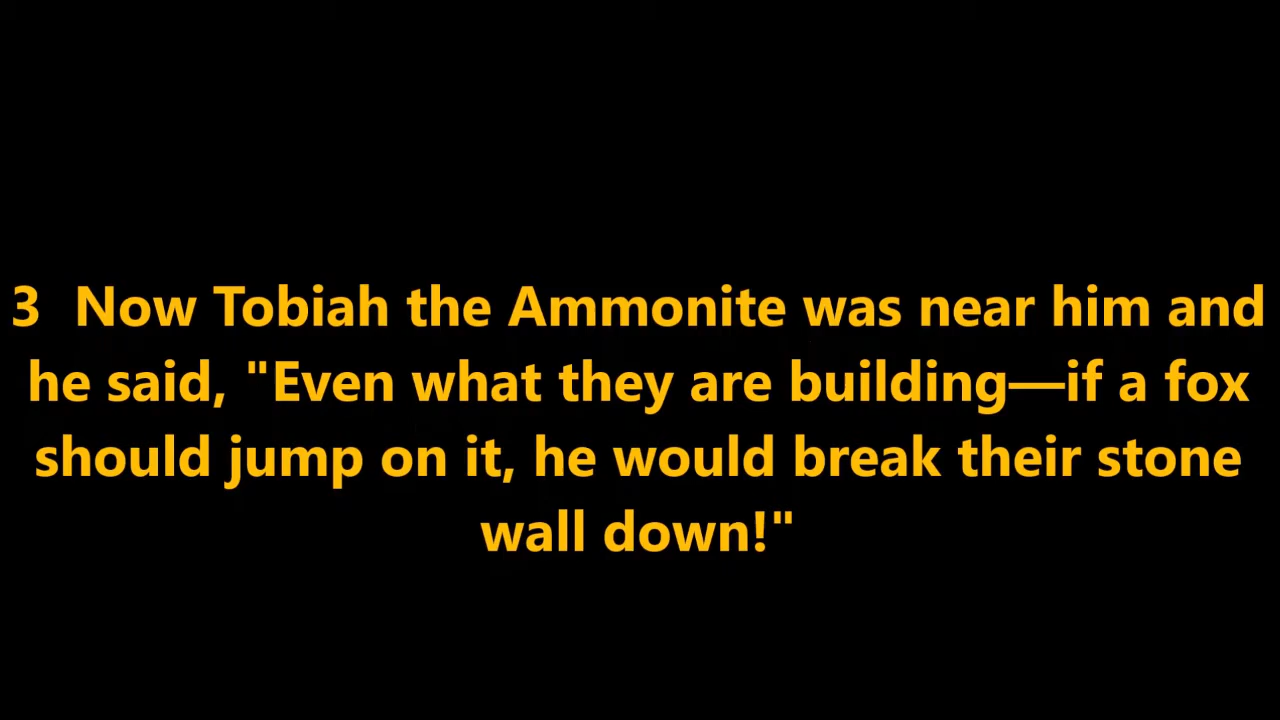 3  Now Tobiah the Ammonite was near him and
he said, "Even what they are building—if a fox
should jump on it, he would break their stone
wall down!"